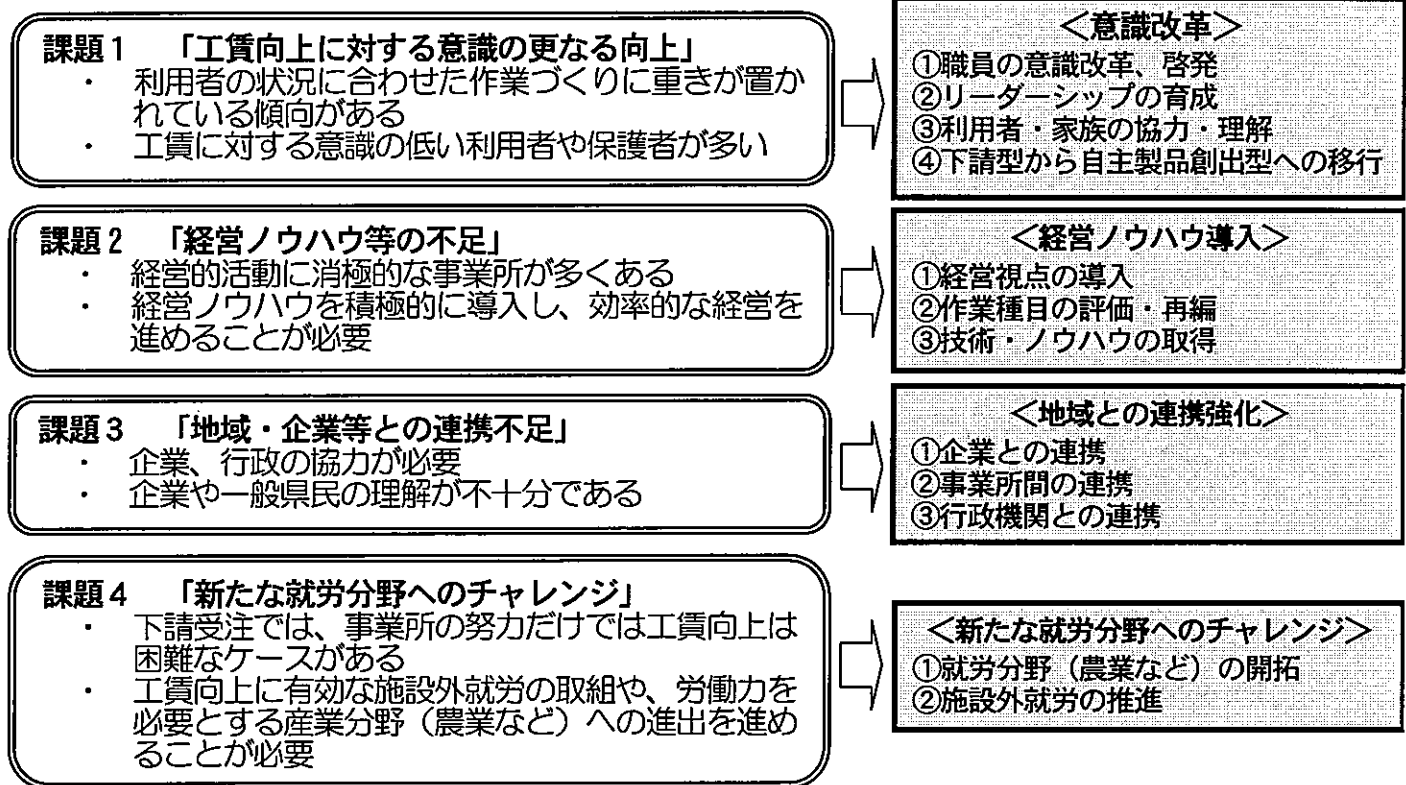 課題1 「工賃向上に対する意識の更なる向上」
・ 利用者の状況に合わせた作業づくりに重きが置か
れている傾向がある
・ 工賃に対する意識の低い利用者や保護者が多い
＜意識改革＞
①職員の意識改革、啓発
②リーダーシップの育成
③利用者・家族の協力・理解
④下請型から自主製品創出型への移行
課題2 「経営ノウハウ等の不足」
・ 経営的活動に消極的な事業所が多くある
・ 経営ノウハウを積極的に導入し、効率的な経営を
進めることが必要
＜経営ノウハウ導入＞
①経営視点の導入
②作業種目の評価・再編
③技術・ノウハウの取得
課題3 「地域・企業等との連携不足」
・ 企業、行政の協力が必要
・ 企業や一般県民の理解が不十分である
＜地域との連携強化＞
①企業との連携
②事業所間の連携
③行政機関との連携
課題4 「新たな就労分野へのチャレンジ」
・ 下請受注では、事業所の努力だけでは工賃向上は
困難なケースがある
・ 工賃向上に有効な施設外就労の取組や、労働力を
必要とする産業分野（農業など）への進出を進め
ることが必要
＜新たな就労分野へのチャレンジ＞
①就労分野（農業など）の開拓
②施設外就労の推進